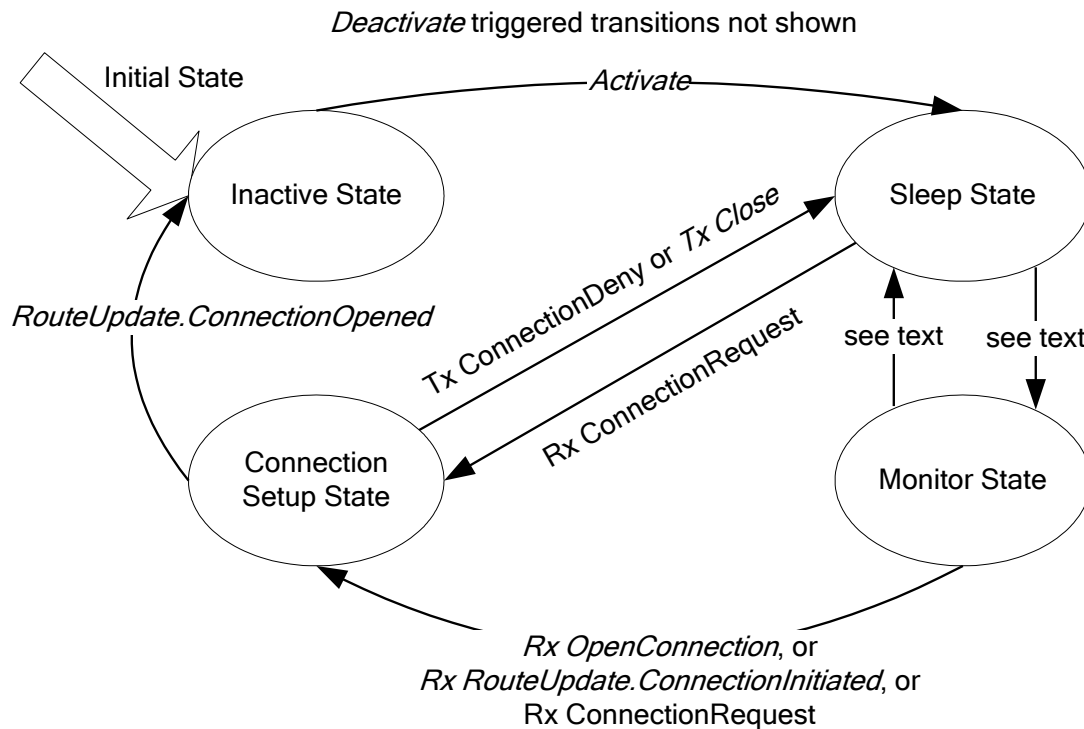 Deactivate triggered transitions not shown
Initial State
Activate
Inactive State
Sleep State
Tx ConnectionDeny or Tx Close
Rx ConnectionRequest
RouteUpdate.ConnectionOpened
see text
see text
Connection
Setup State
Monitor State
Rx OpenConnection, or
Rx RouteUpdate.ConnectionInitiated, or
Rx ConnectionRequest